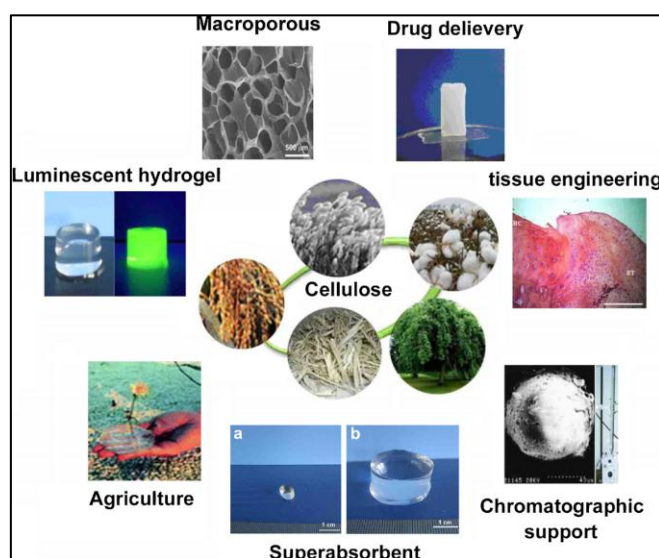 Macroporous
Drug delievery
500 μm
Luminescent hydrogel
tissue engineering
Cellulose
a
b
1 cm
1 cm
Agriculture
Superabsorbent
Chromatographic
support